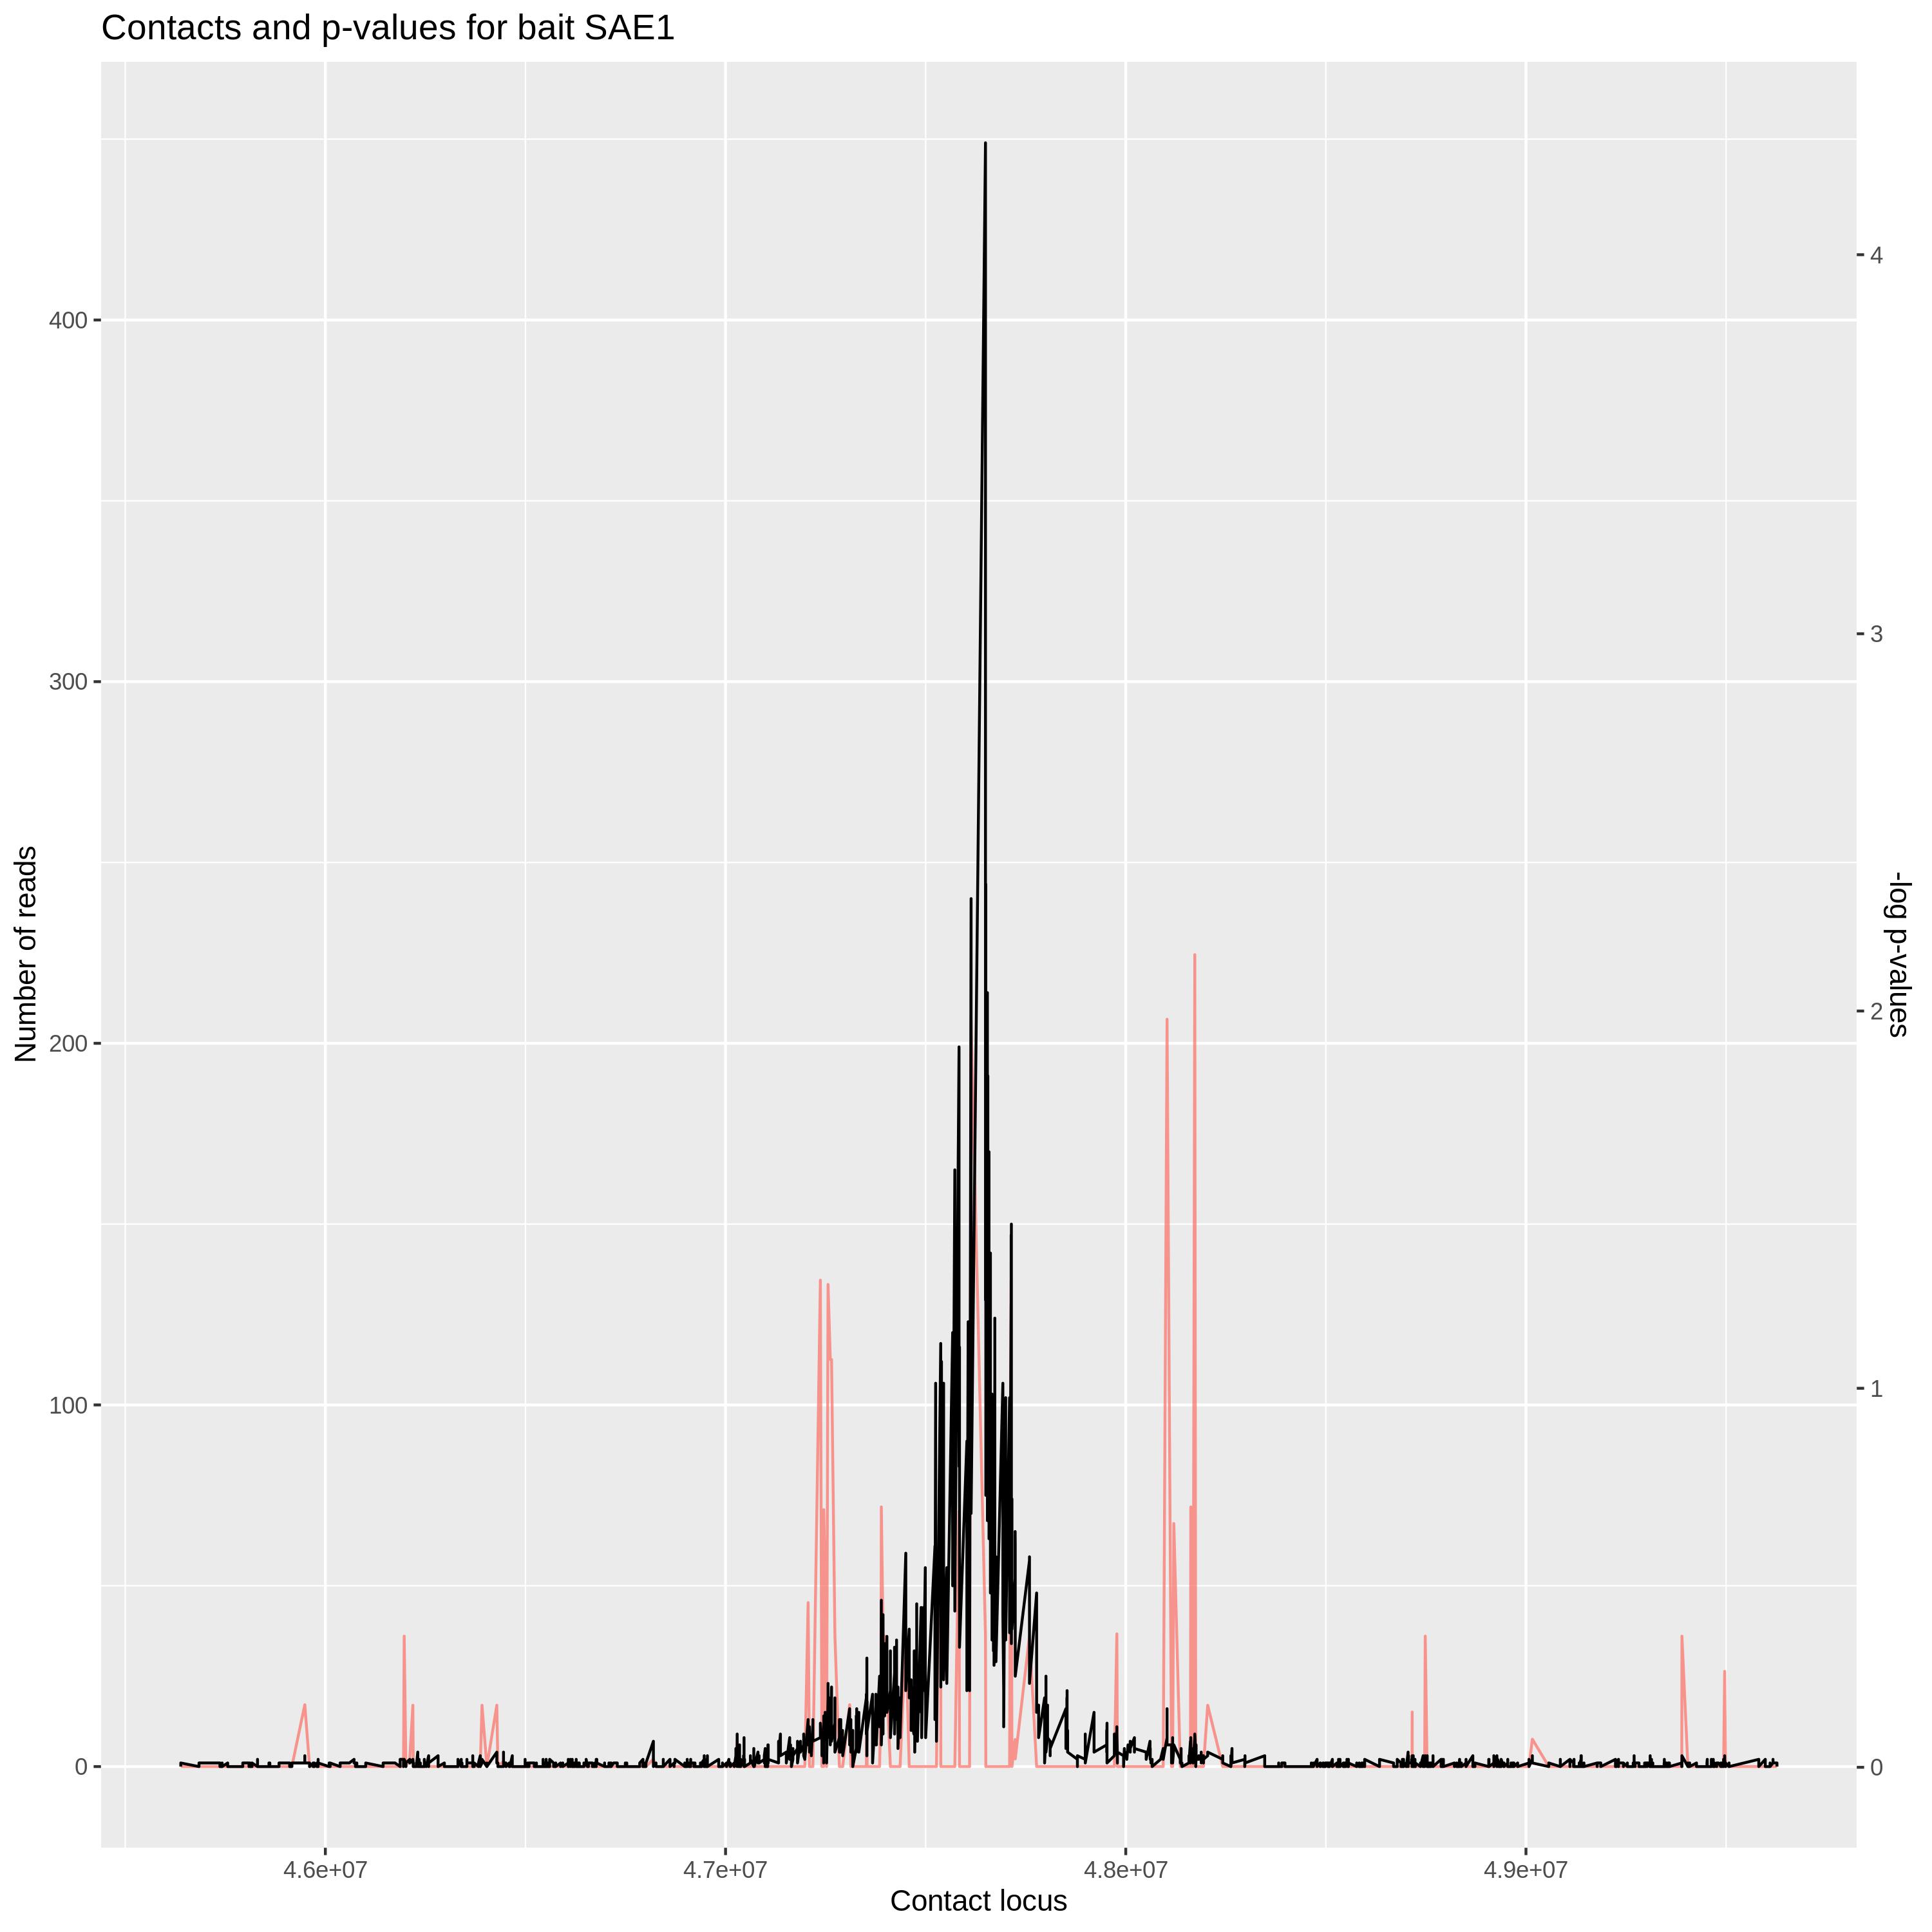 Contacts and p-values for bait SAE1
Number of reads
400
300
200
100
0
4
3
2
1
0
-log p-values
4.6e+07
4.7e+07
4.8e+07
4.9e+07
Contact locus